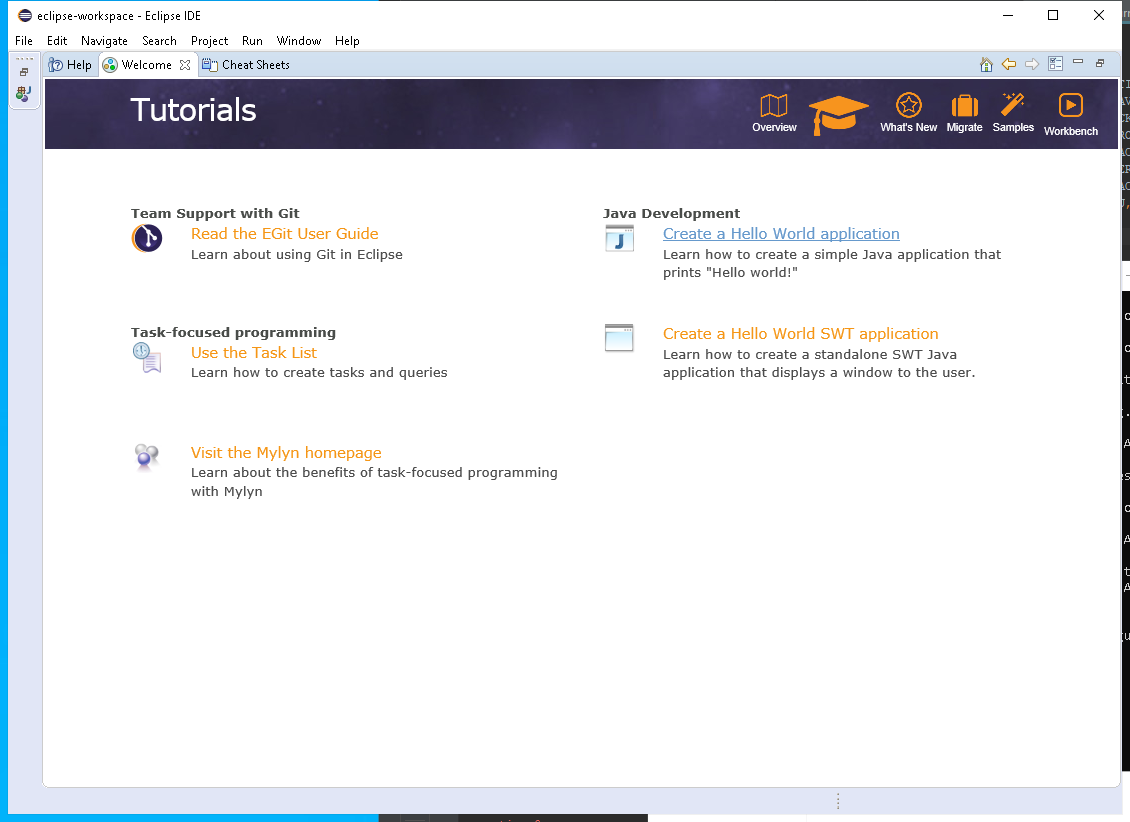 eclipse-workspace - Eclipse IDE
File Edit Navigate Search Project Run Window Help
Help Welcome Cheat Sheets
Tutorials
Overview What's New Migrate Samples Workbench
Team Support with Git
Read the EGit User Guide
Learn about using Git in Eclipse
Task-focused programming
Use the Task List
Learn how to create tasks and queries
Visit the Mylyn homepage
Learn about the benefits of task-focused programming
with Mylyn
Java Development
Create a Hello World application
Learn how to create a simple Java application that
prints "Hello world!"
Create a Hello World SWT application
Learn how to create a standalone SWT Java
application that displays a window to the user.